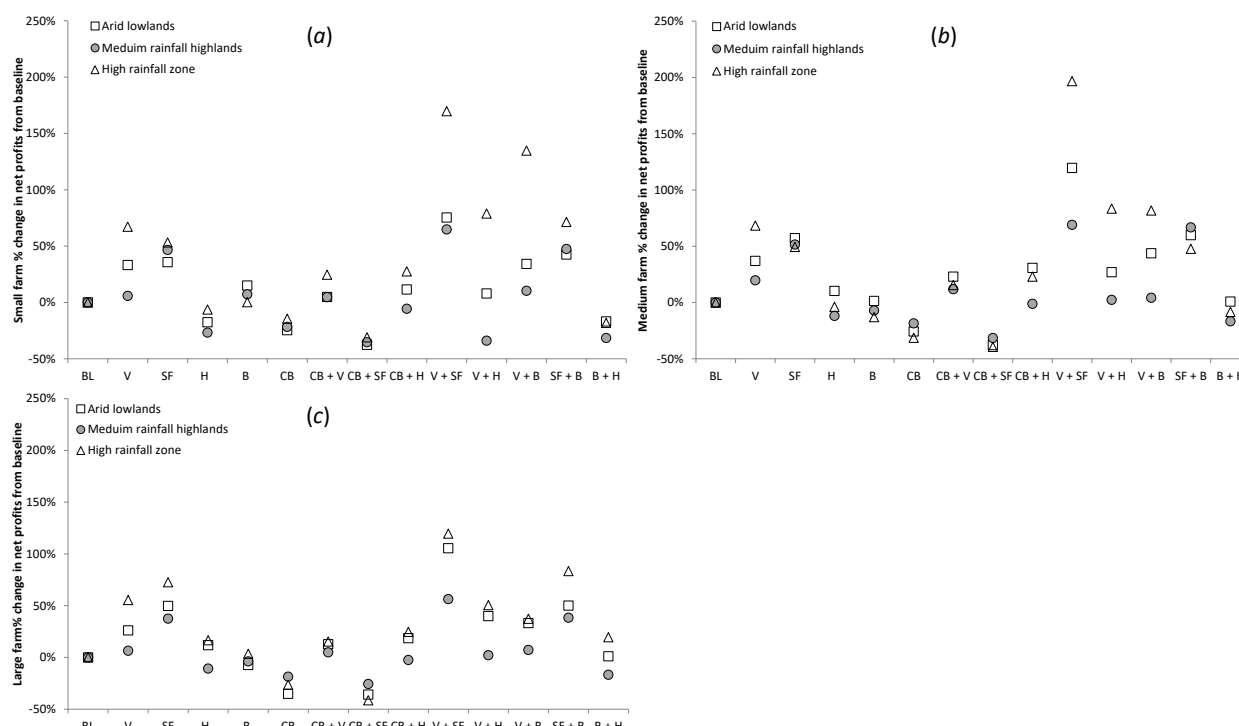 (a)
Arid lowlands
Meduim rainfall highlands
High rainfall zone
Small farm % change in net profits from baseline
250%
200%
150%
100%
50%
0%
-50%
BL V SF H B CB CB + V CB + SF CB + H V + SF V + H V + B SF + B B + H
(b)
Arid lowlands
Meduim rainfall highlands
High rainfall zone
Medium farm % change in net profits from baseline
250%
200%
150%
100%
50%
0%
-50%
BL V SF H B CB CB + V CB + SF CB + H V + SF V + H V + B SF + B B + H
(c)
Arid lowlands
Meduim rainfall highlands
High rainfall zone
Large farm% change in net profits from baseline
250%
200%
150%
100%
50%
0%
-50%
BL V SF H B CB CB + V CB + SF CB + H V + SF V + H V + B SF + B B + H